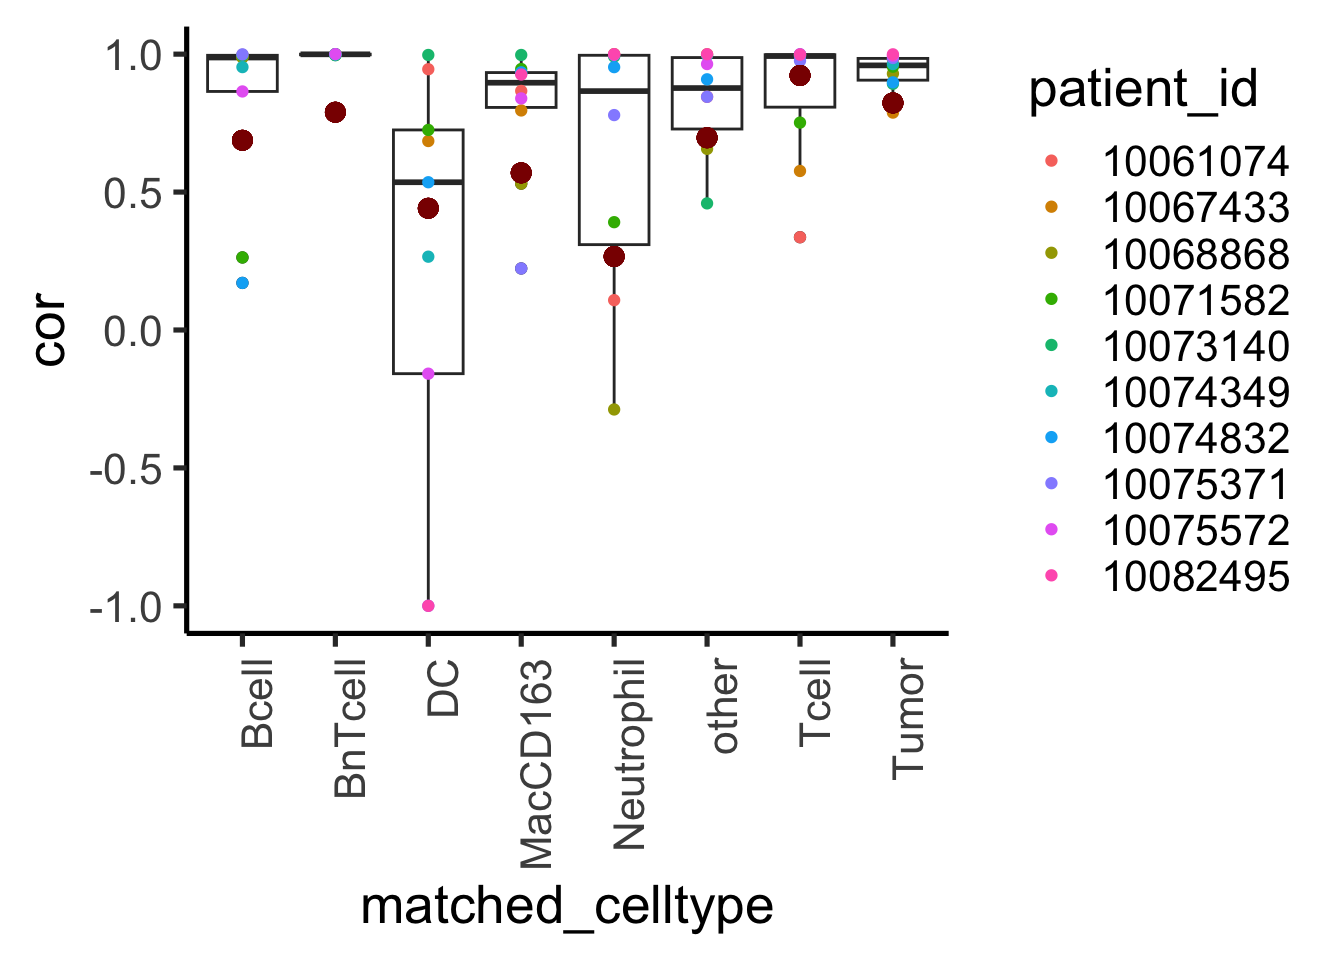 1.0
0.5
0.0
-0.5
-1.0
cor
Bcell
BnTcell
DC
MacCD163
Neutrophil
other
Tcell
Tumor
matched_celltype
patient_id
10061074
10067433
10068868
10071582
10073140
10074349
10074832
10075371
10075572
10082495